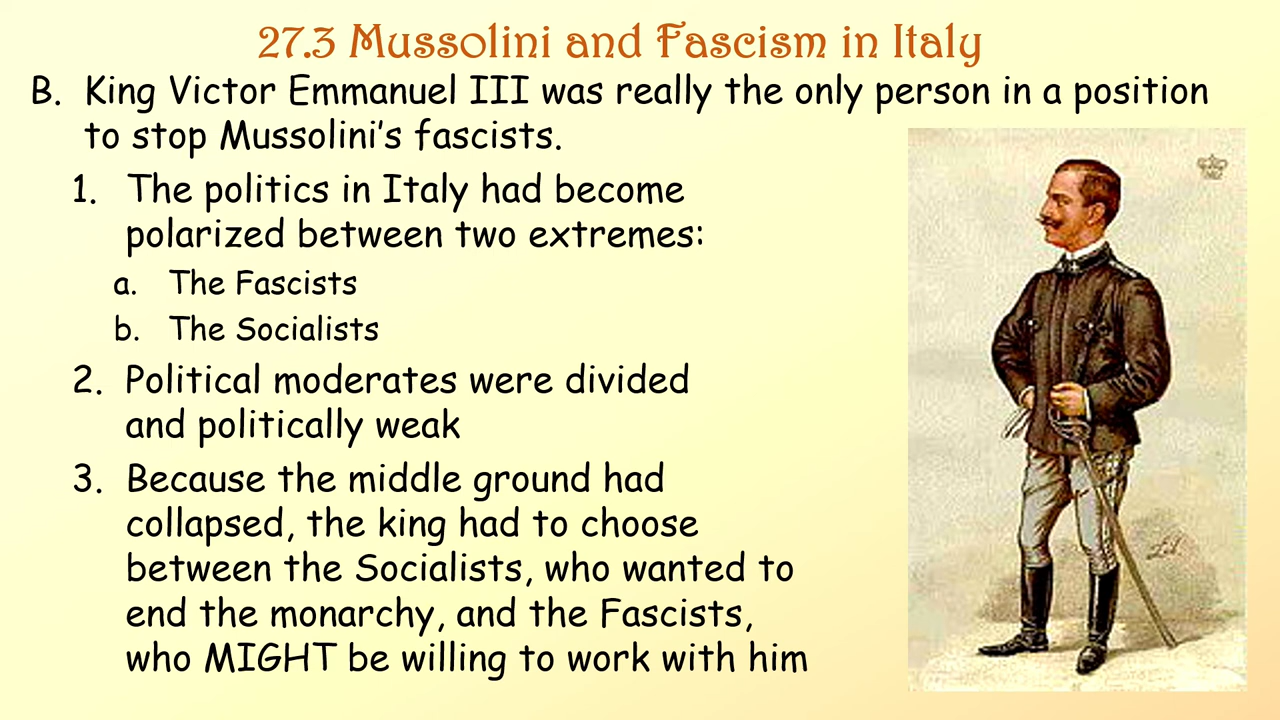 27.3 Mussolini and Fascism in Italy
B. King Victor Emmanuel III was really the only person in a position
to stop Mussolini's fascists.
1. The politics in Italy had become
polarized between two extremes:
a. The Fascists
b. The Socialists
2. Political moderates were divided
and politically weak
3. Because the middle ground had
collapsed, the king had to choose
between the Socialists, who wanted to
end the monarchy, and the Fascists,
who MIGHT be willing to work with him